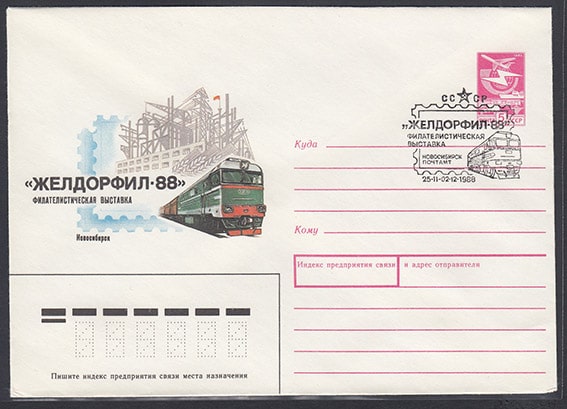 «ЖЕЛДОРФИЛ·88»
ФИЛАТЕЛИСТИЧЕСКАЯ ВЫСТАВКА
Новосибирск
СССР
„ЖЕЛДОРФИЛ-88”
ФИЛАТЕЛИСТИЧЕСКАЯ
ВЫСТАВКА
НОВОСИБИРСК
ПОЧТАМТ
25·11-02·12·1988
Куда
Кому
Индекс предприятия связи и адрес отправителя
Пишите индекс предприятия связи места назначения